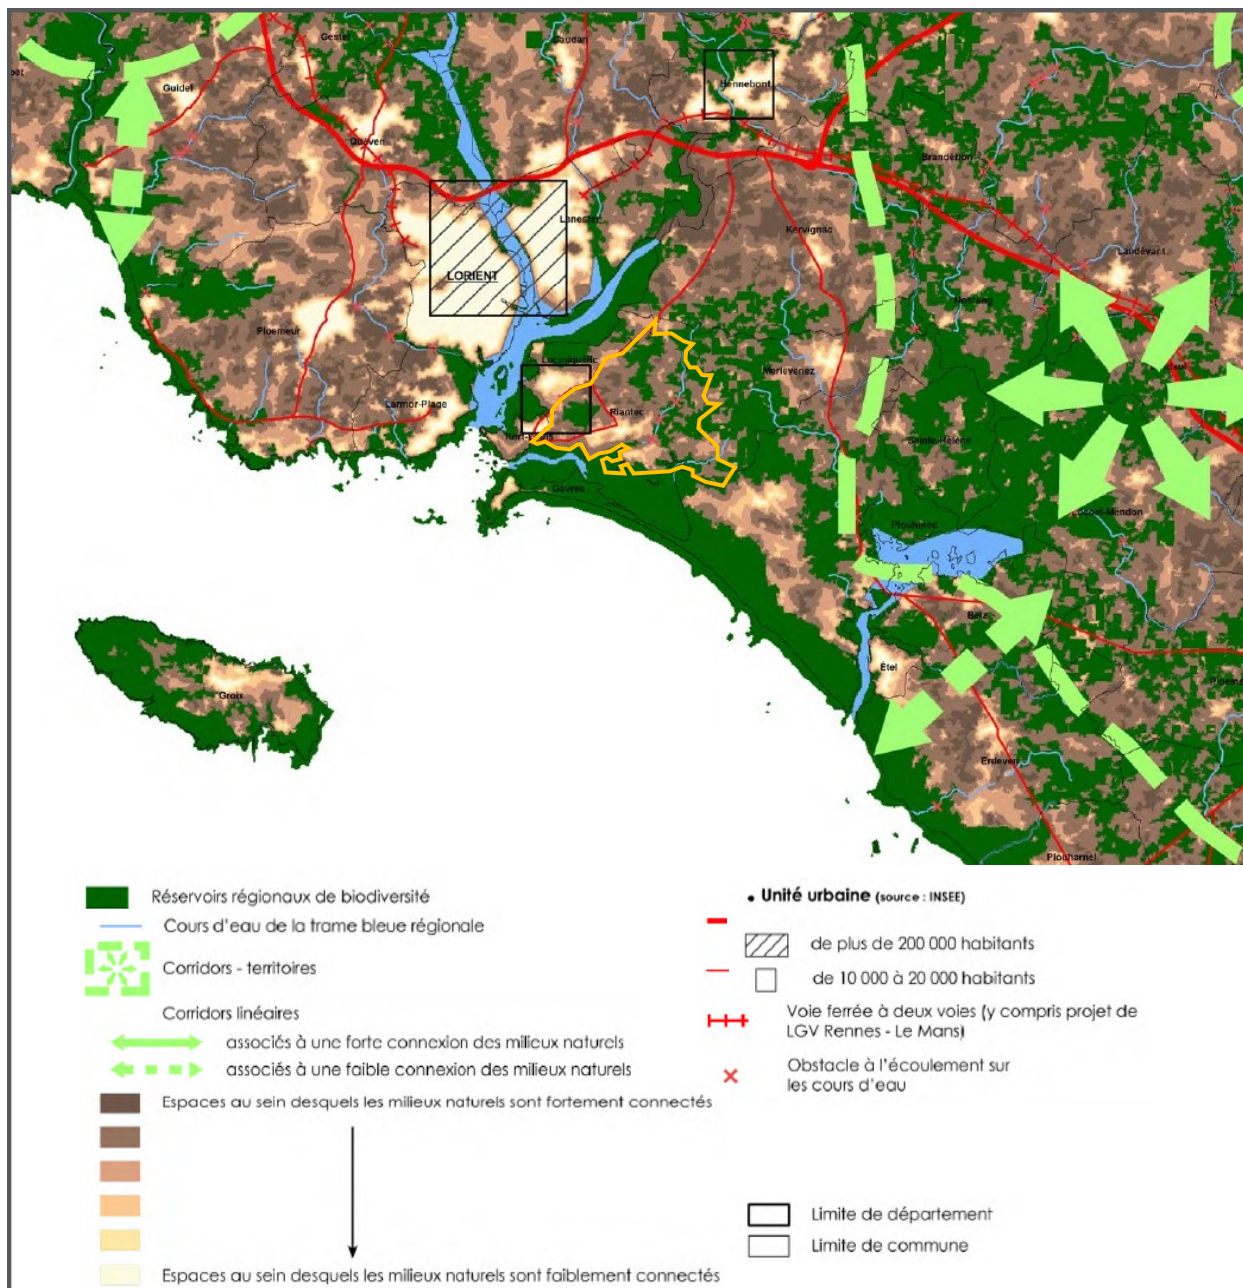 Gestel
Caudan
Hennebont
Guidel
Quéven
Brandérion
Lanester
Kervignac
Landévant
LORIENT
Nostang
Ploemeur
Locmiquélic
Merlevenez
Larmor-Plage
Riantec
Sainte-Hélène
Port-Louis
Gâvres
Locoal-Mendon
Plouhinec
Belz
Étel
Groix
Erdeven
Plouharnel
Réservoirs régionaux de biodiversité
Cours d'eau de la trame bleue régionale
Corridors - territoires
Corridors linéaires
associés à une forte connexion des milieux naturels
associés à une faible connexion des milieux naturels
Espaces au sein desquels les milieux naturels sont fortement connectés
Espaces au sein desquels les milieux naturels sont faiblement connectés
• Unité urbaine (source : INSEE)
de plus de 200 000 habitants
de 10 000 à 20 000 habitants
Voie ferrée à deux voies (y compris projet de
LGV Rennes - Le Mans)
Obstacle à l'écoulement sur
les cours d'eau
Limite de département
Limite de commune